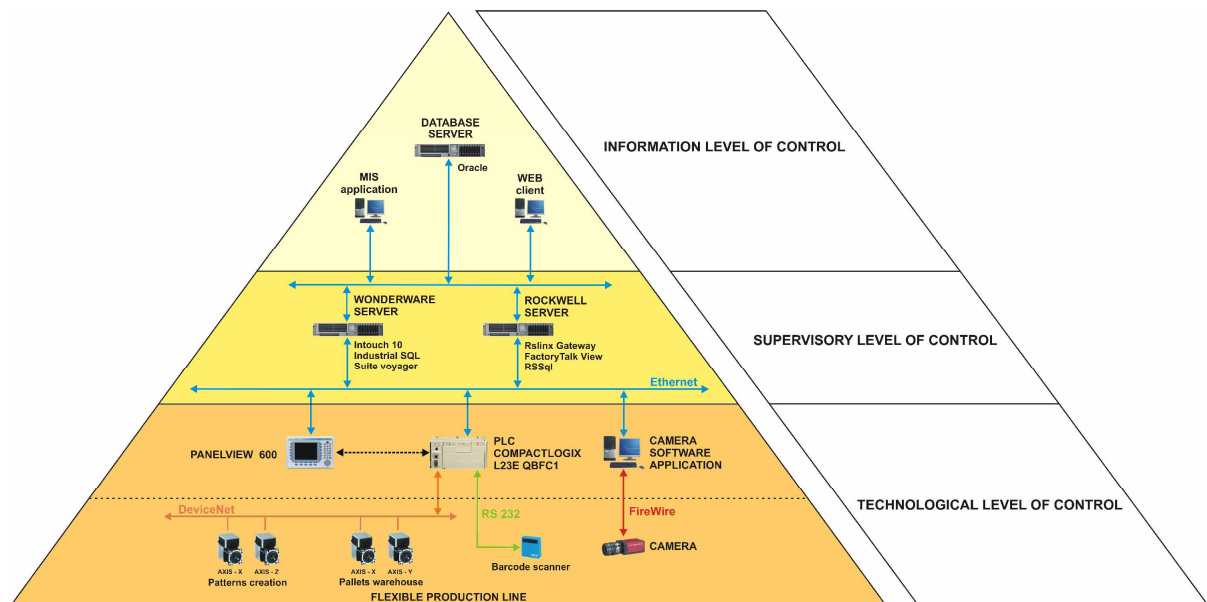 DATABASE
SERVER
Oracle
MIS
application
WEB
client
INFORMATION LEVEL OF CONTROL
WONDERWARE
SERVER
Intouch 10
Industrial SQL
Suite voyager
ROCKWELL
SERVER
Rslinx Gateway
FactoryTalk View
RSSql
SUPERVISORY LEVEL OF CONTROL
Ethernet
PANELVIEW 600
PLC
COMPACTLOGIX
L23E QBFC1
CAMERA
SOFTWARE
APPLICATION
TECHNOLOGICAL LEVEL OF CONTROL
DeviceNet
RS 232
FireWire
AXIS - X
AXIS - Z
Patterns creation
AXIS - X
AXIS - Y
Pallets warehouse
Barcode scanner
CAMERA
FLEXIBLE PRODUCTION LINE